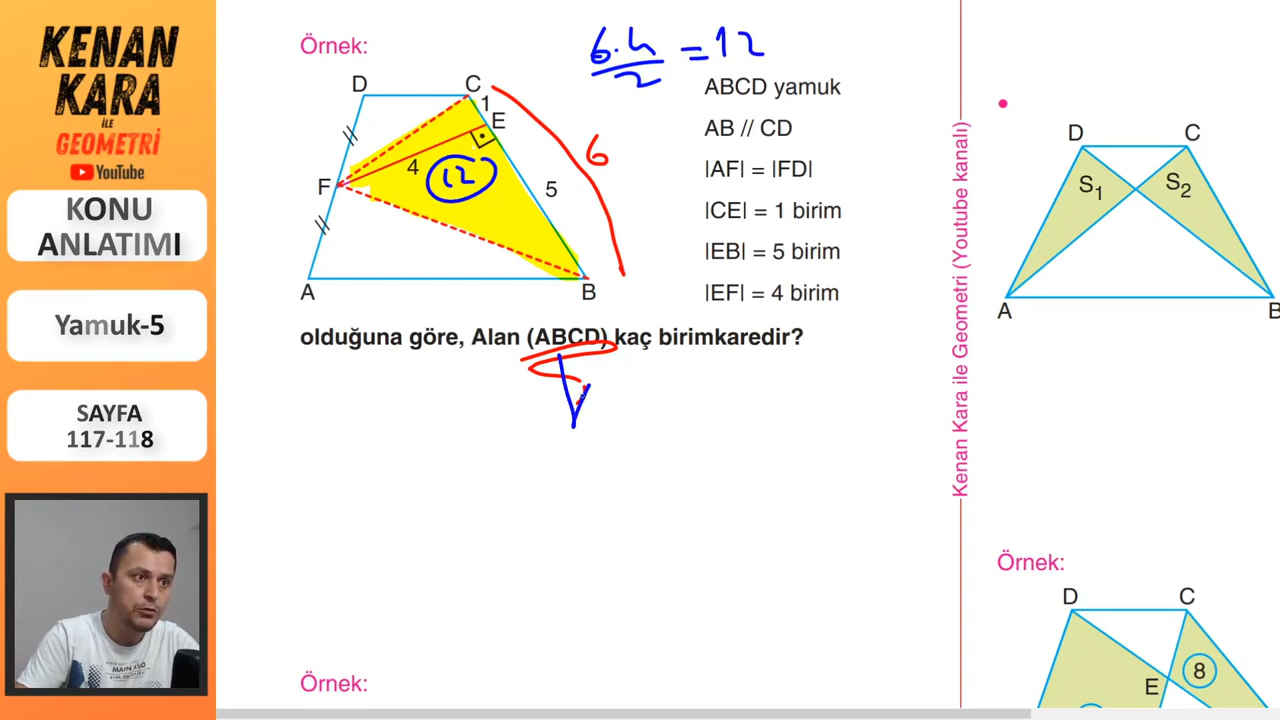 KENAN
KARA
İLE
GEOMETRİ
YouTube
KONU
ANLATIMI
Yamuk-5
SAYFA
117-118
Örnek:
6.4
2
=12
D
C
1
E
4
12
F
5
6
A
B
ABCD yamuk
AB // CD
|AF| = |FD|
|CE| = 1 birim
|EB| = 5 birim
|EF| = 4 birim
olduğuna göre, Alan (ABCD) kaç birimkaredir?
Örnek:
Kenan Kara ile Geometri (Youtube kanalı)
D
C
S1
S2
A
B
Örnek:
D
C
8
E